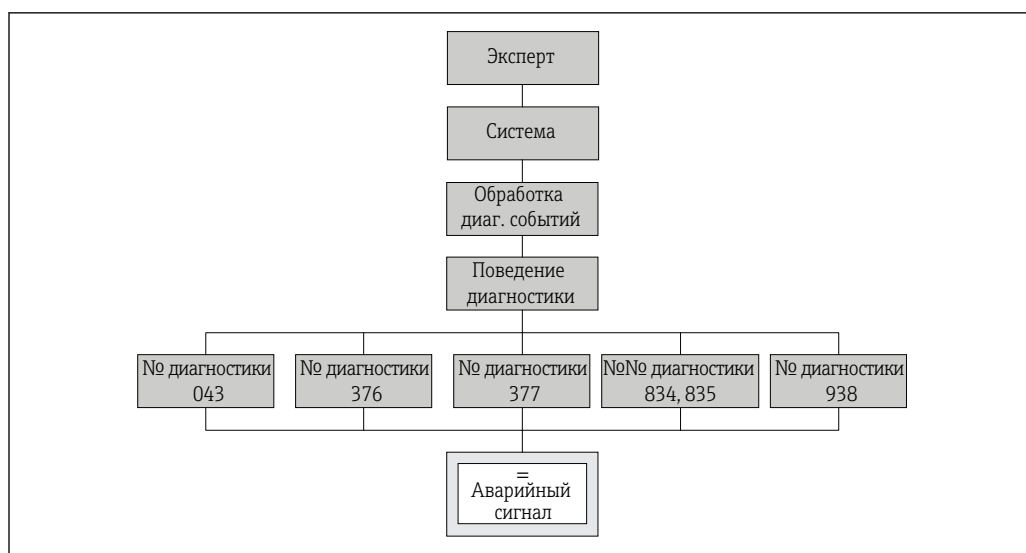 Эксперт
Система
Обработка
диаг. событий
Поведение
диагностики
№ диагностики
043
№ диагностики
376
№ диагностики
377
№№ диагностики
834, 835
№ диагностики
938
=
Аварийный
сигнал